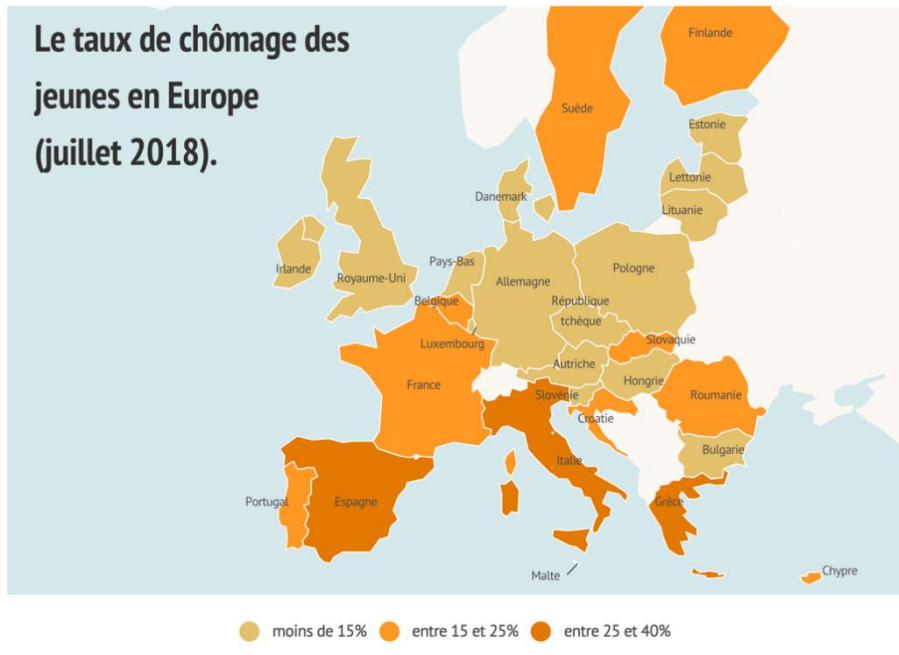 Le taux de chômage des
jeunes en Europe
(juillet 2018).
Finlande
Suède
Estonie
Lettonie
Danemark
Lituanie
Pays-Bas
Irlande
Royaume-Uni
Allemagne
Pologne
Belgique
République
tchèque
Luxembourg
Slovaquie
Autriche
France
Hongrie
Slovénie
Roumanie
Croatie
Bulgarie
Italie
Portugal
Espagne
Grèce
Malte
Chypre
moins de 15% entre 15 et 25% entre 25 et 40%